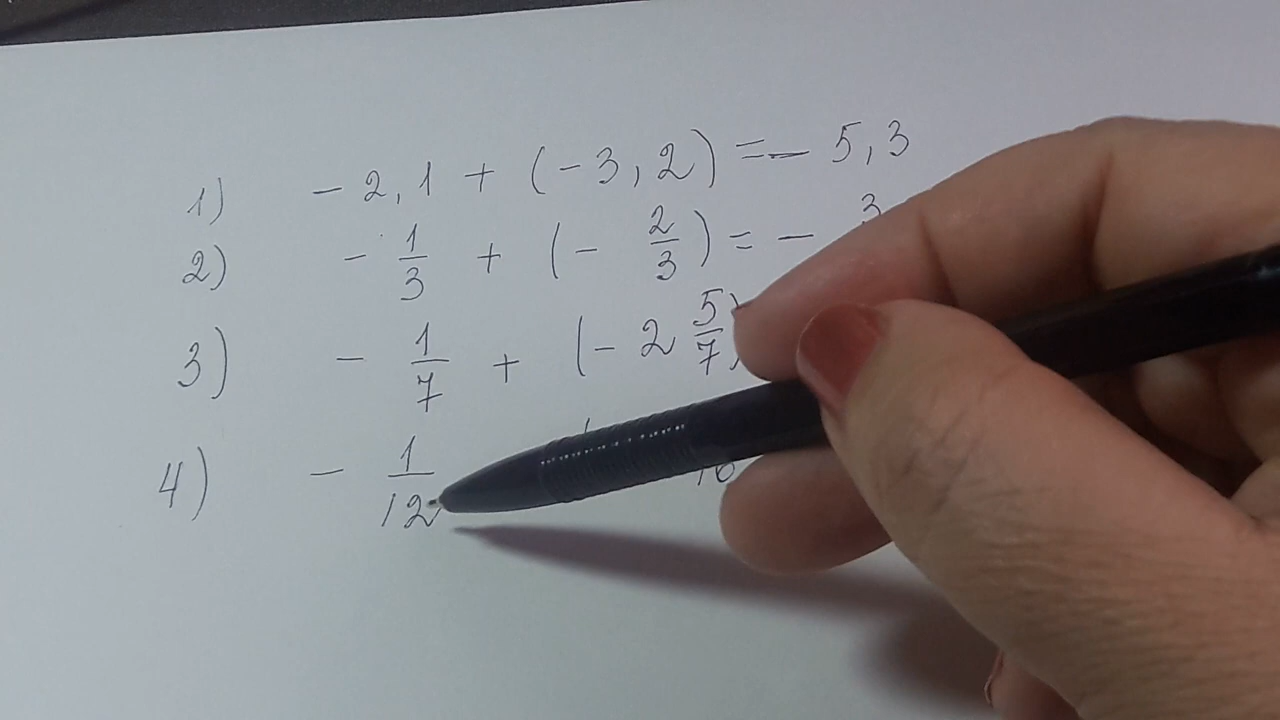 1) - 2,1 + (-3,2) = - 5,3
2) - 1/3 + (- 2/3) = - 3
3) - 1/7 + (- 2 5/7)
4) - 1/12